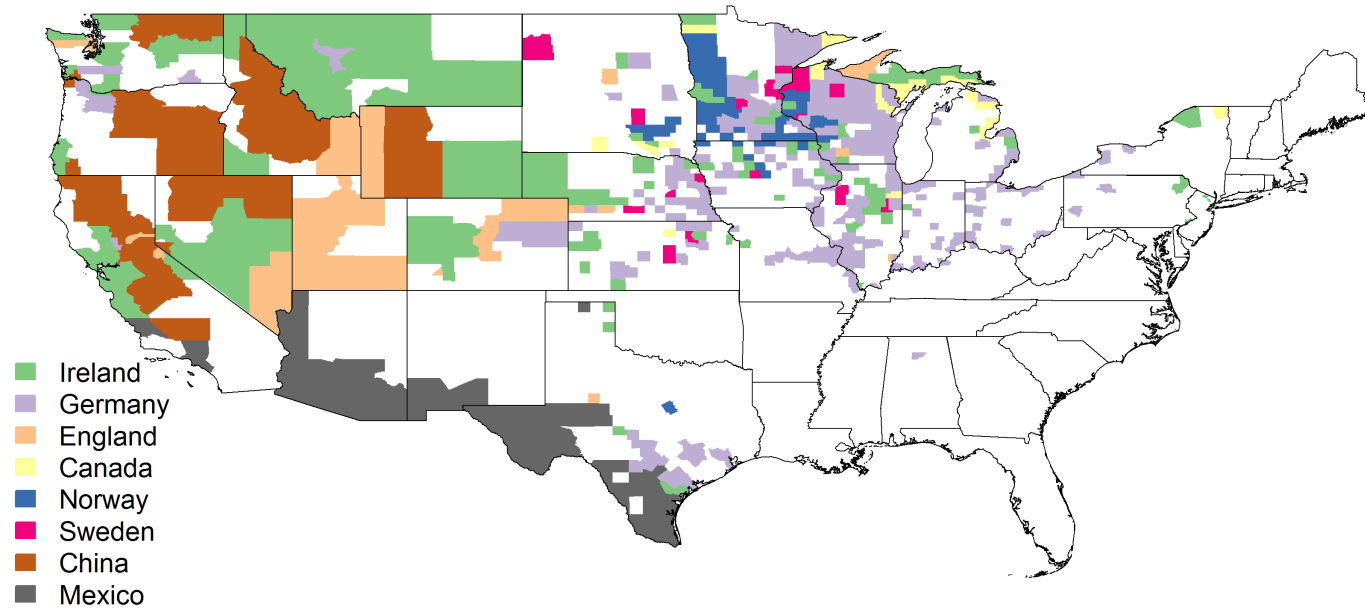 Ireland
Germany
England
Canada
Norway
Sweden
China
Mexico